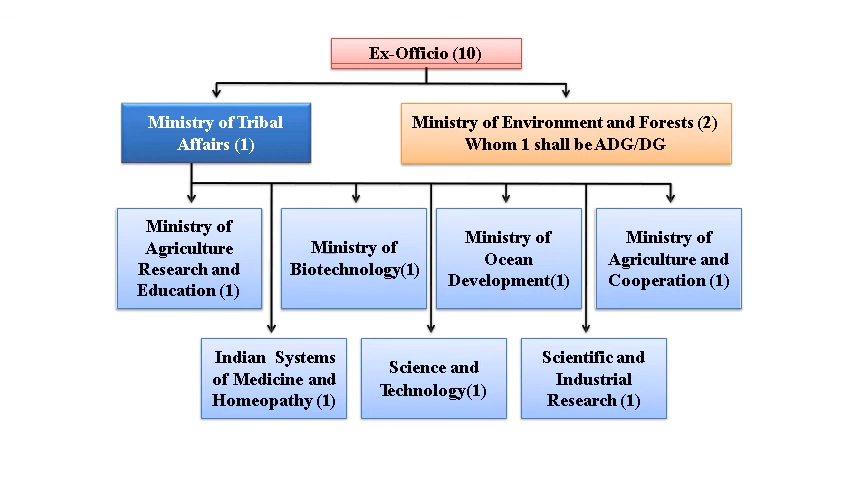 Ex-Officio (10)
Ministry of Tribal
Affairs (1)
Ministry of Environment and Forests (2)
Whom 1 shall be ADG/DG
Ministry of
Agriculture
Research and
Education (1)
Ministry of
Biotechnology(1)
Ministry of
Ocean
Development(1)
Ministry of
Agriculture and
Cooperation (1)
Indian Systems
of Medicine and
Homeopathy (1)
Science and
Technology(1)
Scientific and
Industrial
Research (1)